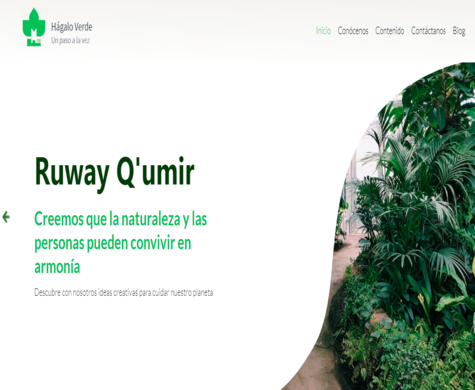 Hágalo Verde
Un paso a la vez
Inicio Conócenos Contenido Contáctanos Blog
Ruway Q'umir
Creemos que la naturaleza y las
personas pueden convivir en
armonía
Descubre con nosotros ideas creativas para cuidar nuestro planeta